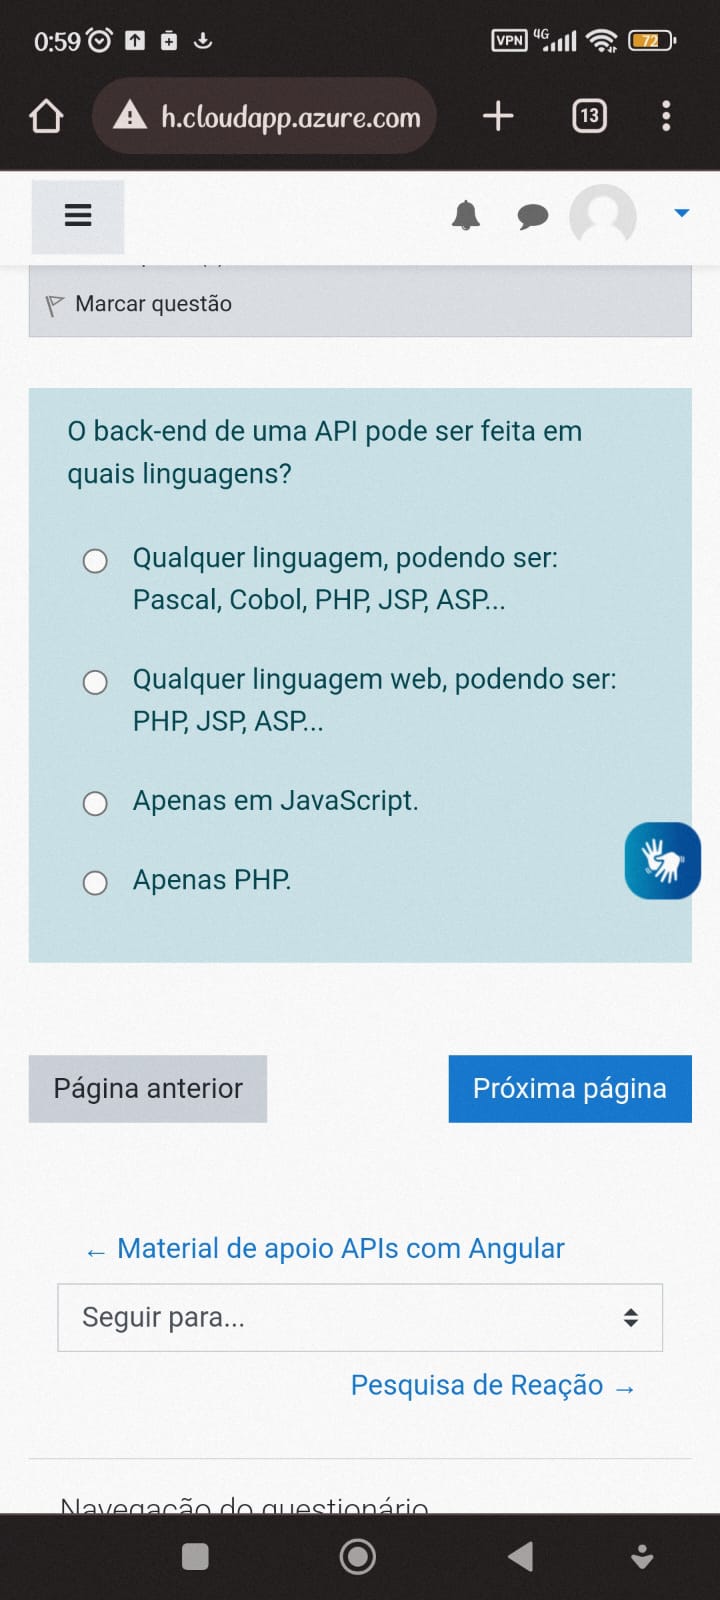 0:59
VPN 4G 72
h.cloudapp.azure.com
13
Marcar questão
O back-end de uma API pode ser feita em
quais linguagens?
Qualquer linguagem, podendo ser:
Pascal, Cobol, PHP, JSP, ASP...
Qualquer linguagem web, podendo ser:
PHP, JSP, ASP...
Apenas em JavaScript.
Apenas PHP.
Página anterior
Próxima página
← Material de apoio APIs com Angular
Seguir para...
Pesquisa de Reação →
Navegação do questionário